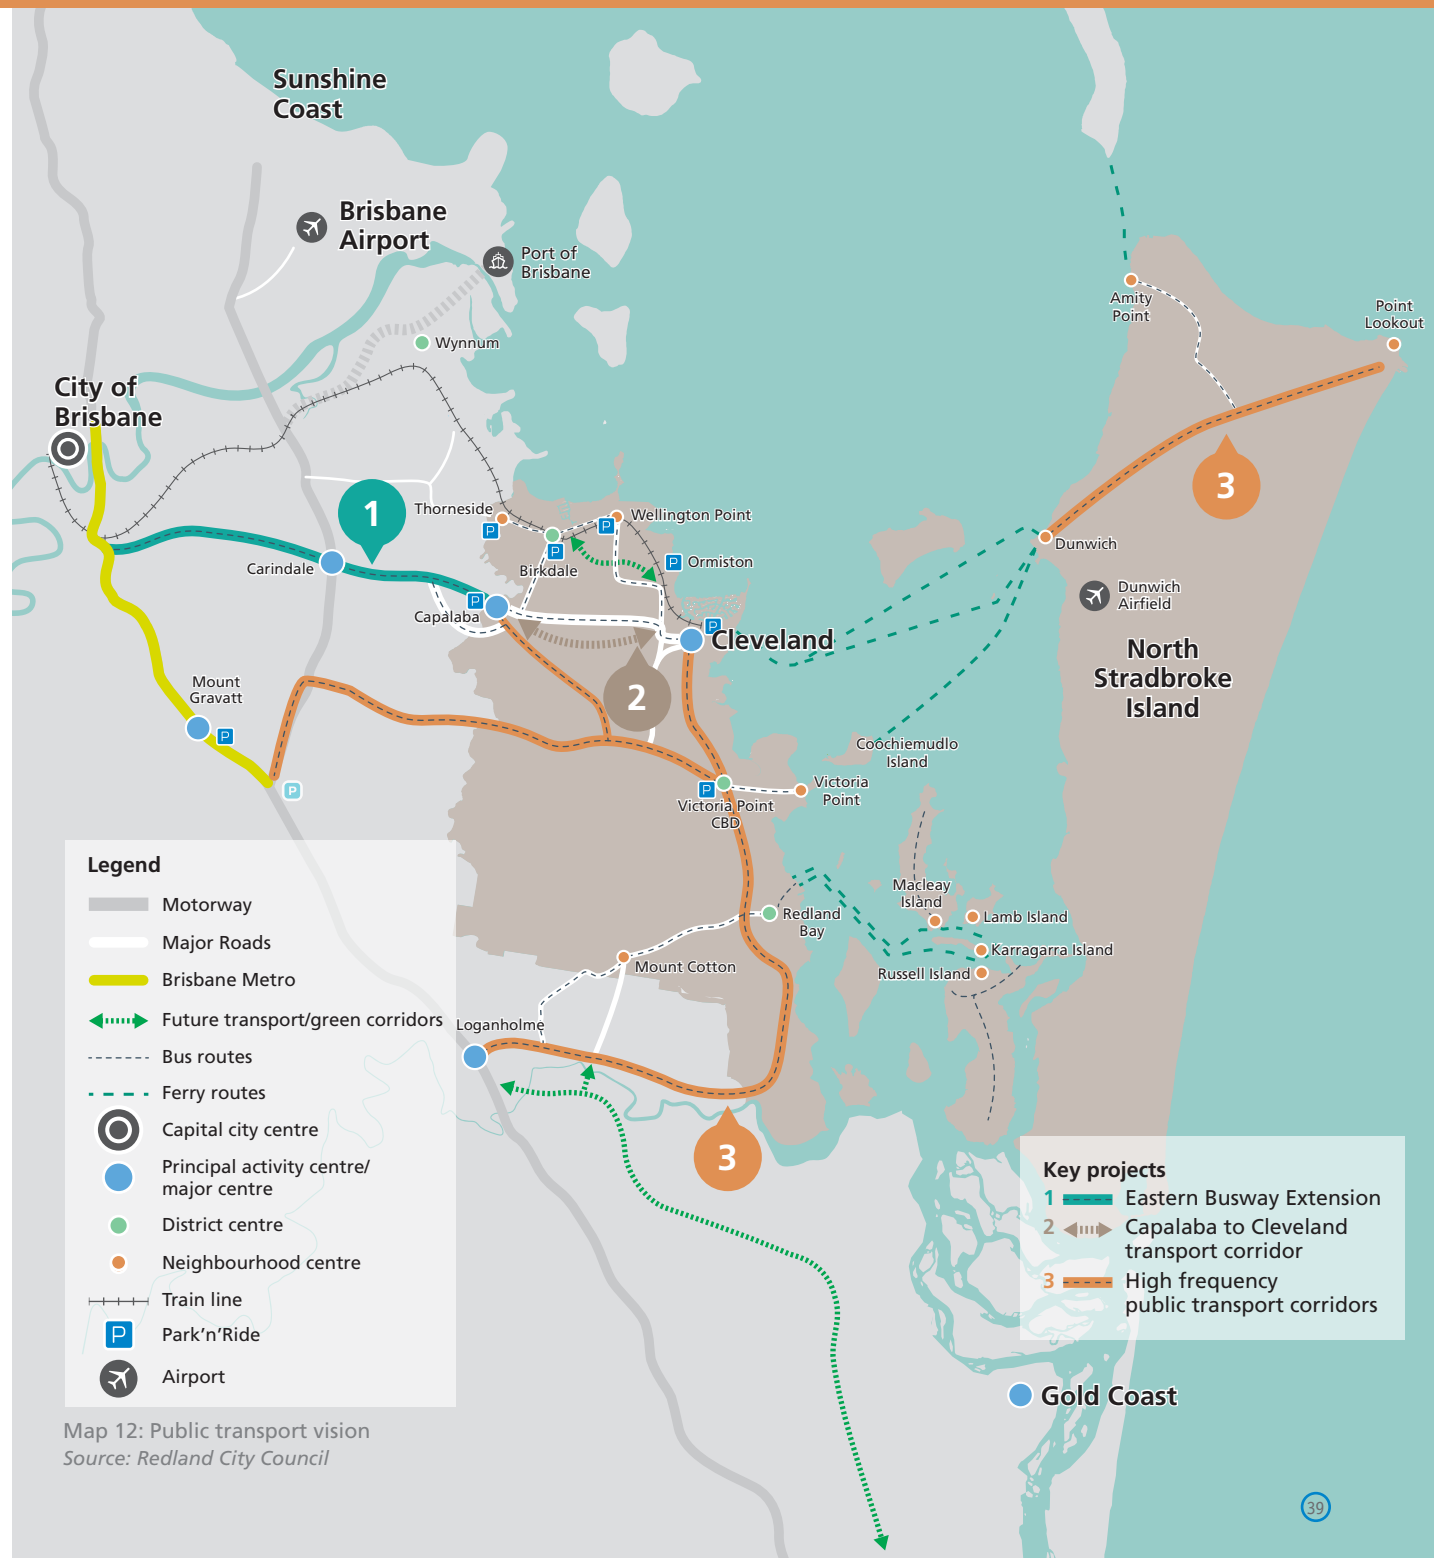 Sunshine
Coast
Brisbane
Airport
Port of
Brisbane
Wynnum
Amity
Point
Point
Lookout
City of
Brisbane
1
3
Thorneside
Wellington Point
Carindale
Birkdale
Ormiston
Dunwich
Capalaba
Dunwich
Airfield
Cleveland
North
Stradbroke
Island
Mount
Gravatt
2
Coochiemudlo
Island
Victoria
Point
Victoria Point
CBD
P
P
P
P
P
P
P
P
P
Legend
Motorway
Major Roads
Brisbane Metro
Future transport/green corridors
Bus routes
Ferry routes
Capital city centre
Principal activity centre/
major centre
District centre
Neighbourhood centre
Train line
P
Park'n'Ride
Airport
Macleay
Island
Lamb Island
Redland
Bay
Karragarra Island
Mount Cotton
Russell Island
Loganholme
3
Key projects
1 Eastern Busway Extension
2 Capalaba to Cleveland
transport corridor
3 High frequency
public transport corridors
Gold Coast
Map 12: Public transport vision
Source: Redland City Council
39